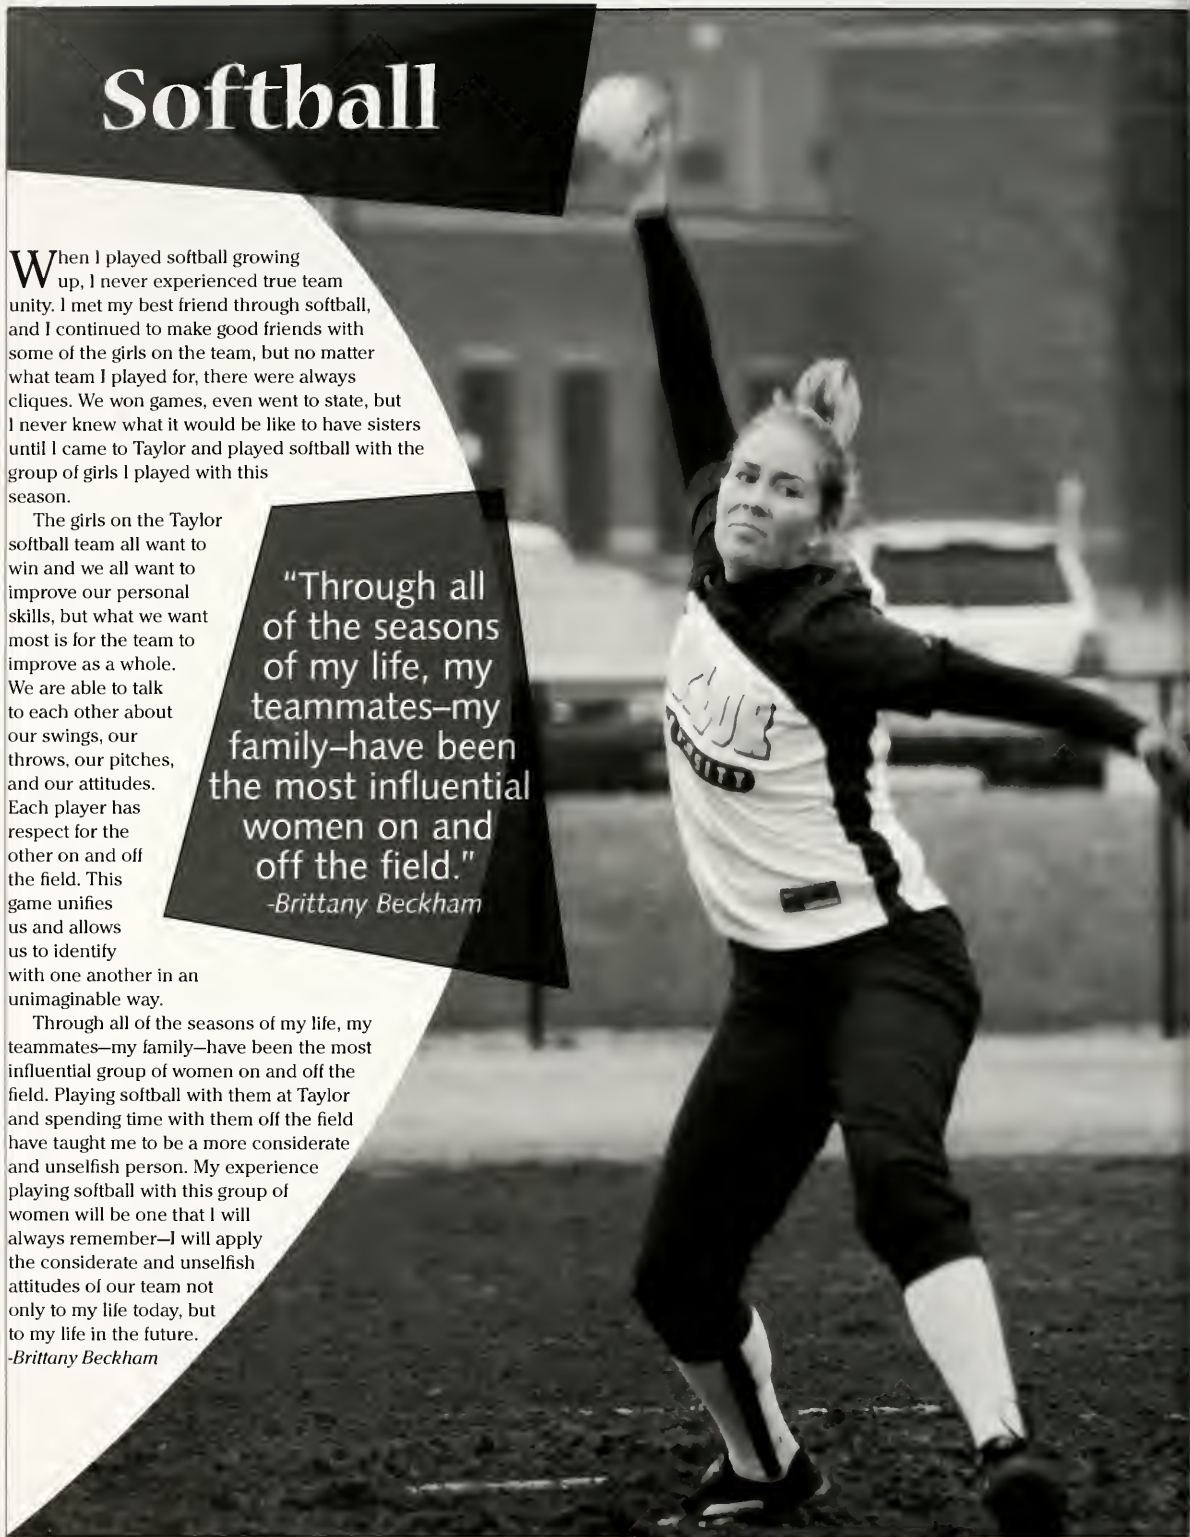 Softball
When I played softball growing
up, I never experienced true team
unity. I met my best friend through softball,
and I continued to make good friends with
some of the girls on the team, but no matter
what team I played for, there were always
cliques. We won games, even went to state, but
I never knew what it would be like to have sisters
until I came to Taylor and played softball with the
group of girls I played with this
season.
The girls on the Taylor
softball team all want to
win and we all want to
improve our personal
skills, but what we want
most is for the team to
improve as a whole.
We are able to talk
to each other about
our swings, our
throws, our pitches,
and our attitudes.
Each player has
respect for the
other on and off
the field. This
game unifies
us and allows
us to identify
with one another in an
unimaginable way.
Through all of the seasons of my life, my
teammates—my family—have been the most
influential group of women on and off the
field. Playing softball with them at Taylor
and spending time with them off the field
have taught me to be a more considerate
and unselfish person. My experience
playing softball with this group of
women will be one that I will
always remember—I will apply
the considerate and unselfish
attitudes of our team not
only to my life today, but
to my life in the future.
-Brittany Beckham
"Through all
of the seasons
of my life, my
teammates–my
family–have been
the most influential
women on and
off the field."
-Brittany Beckham